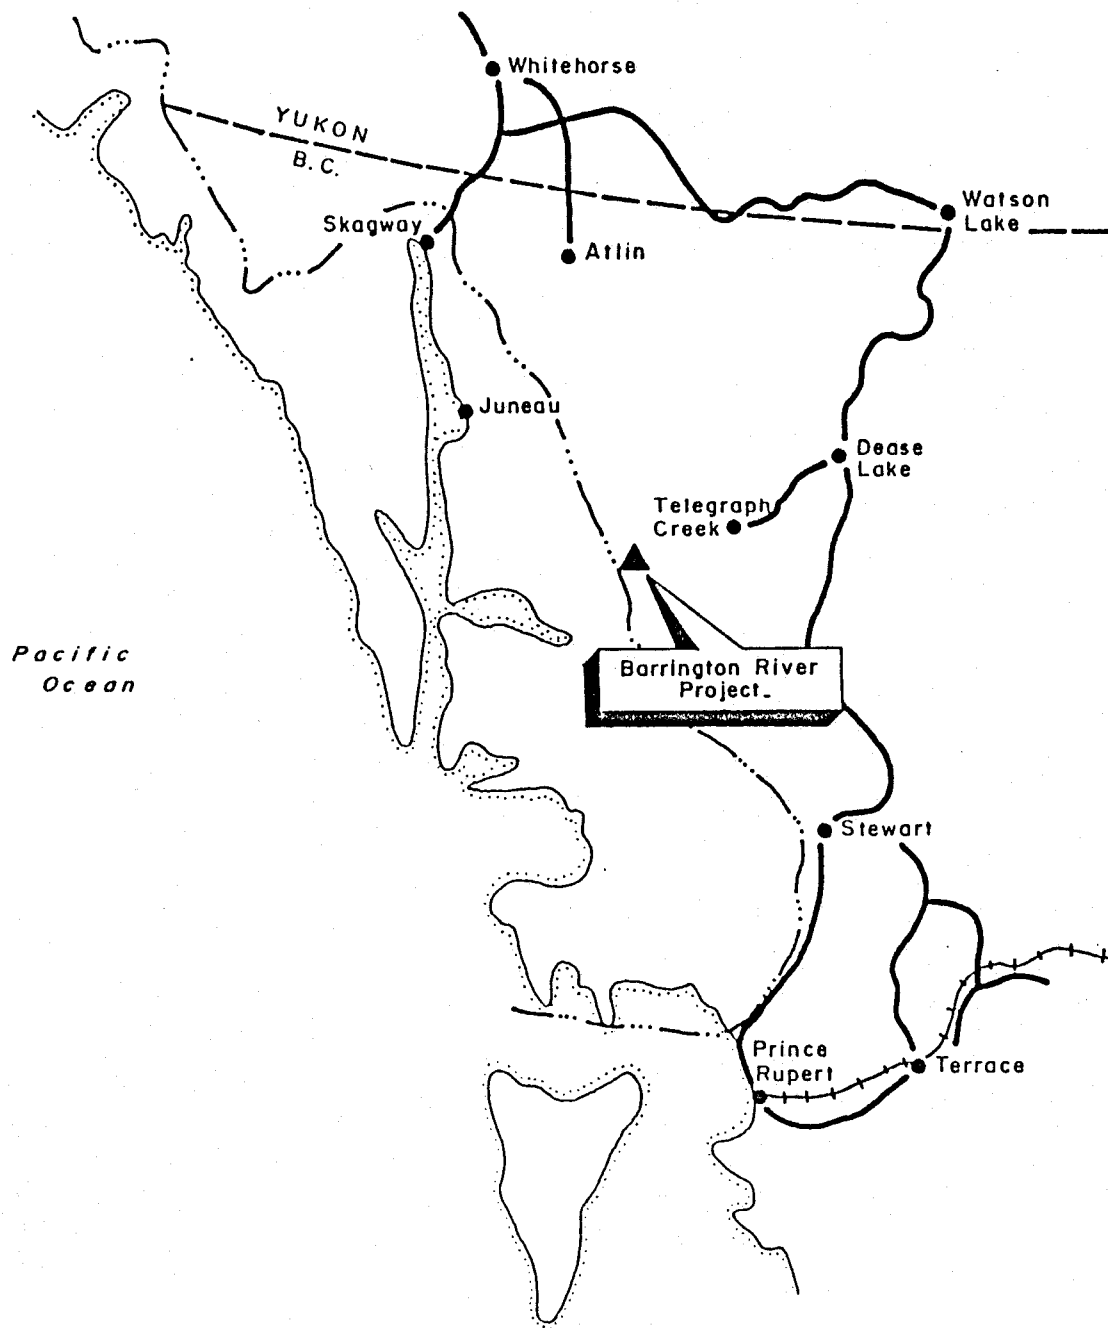 Whitehorse
YUKON
B.C.
Watson
Lake
Skagway
Atlin
Juneau
Dease
Lake
Telegraph
Creek
Pacific
Ocean
Barrington River
Project
Stewart
Prince
Rupert
Terrace